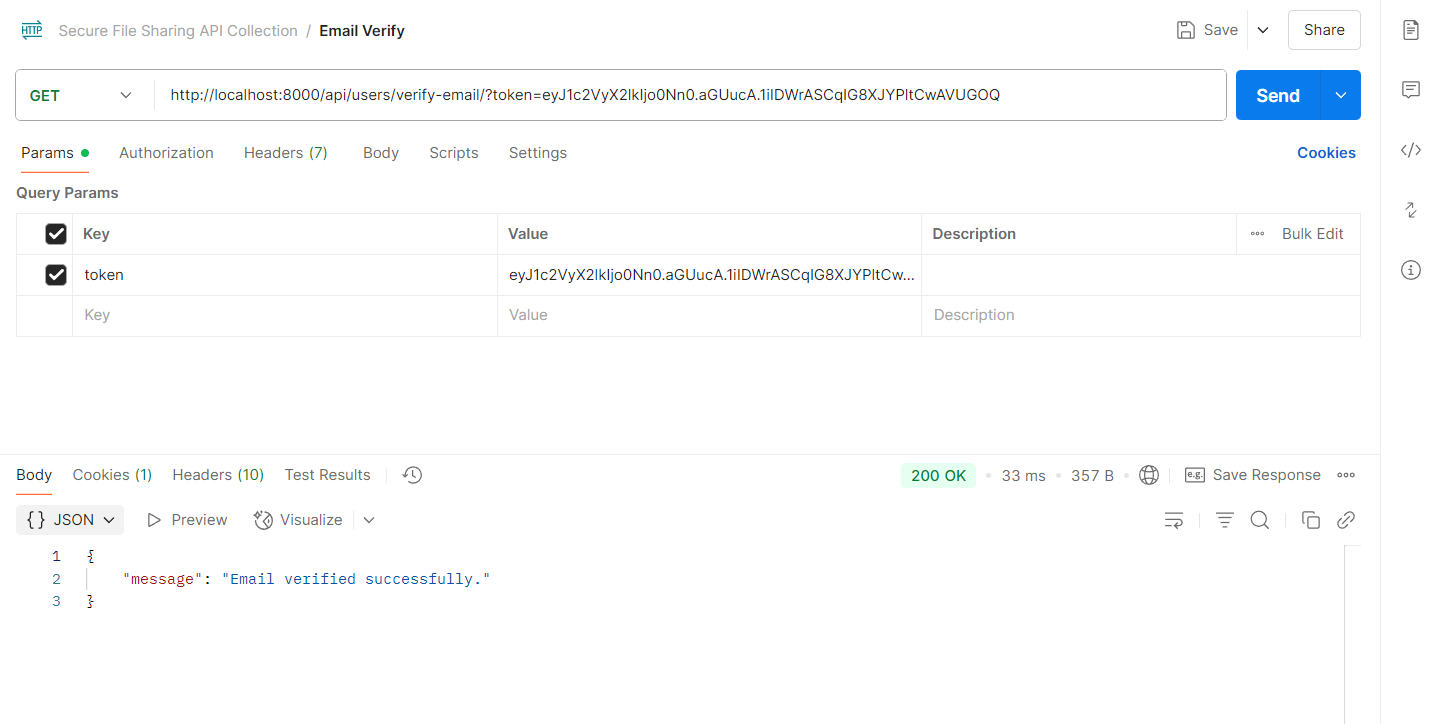 HTTP Secure File Sharing API Collection / Email Verify Save Share
GET http://localhost:8000/api/users/verify-email/?token=eyJ1c2VyX2lkIjo0Nn0.aGUucA.1iIDWrASCqIG8XJYPltCwAVUGOQ Send
Params Authorization Headers (7) Body Scripts Settings Cookies
Query Params
Key Value Description Bulk Edit
token eyJ1c2VyX2lkIjo0Nn0.aGUucA.1iIDWrASCqIG8XJYPltCw...
Key Value Description
Body Cookies (1) Headers (10) Test Results 200 OK 33 ms 357 B e.g. Save Response
{} JSON Preview Visualize
1 {
2 "message": "Email verified successfully."
3 }